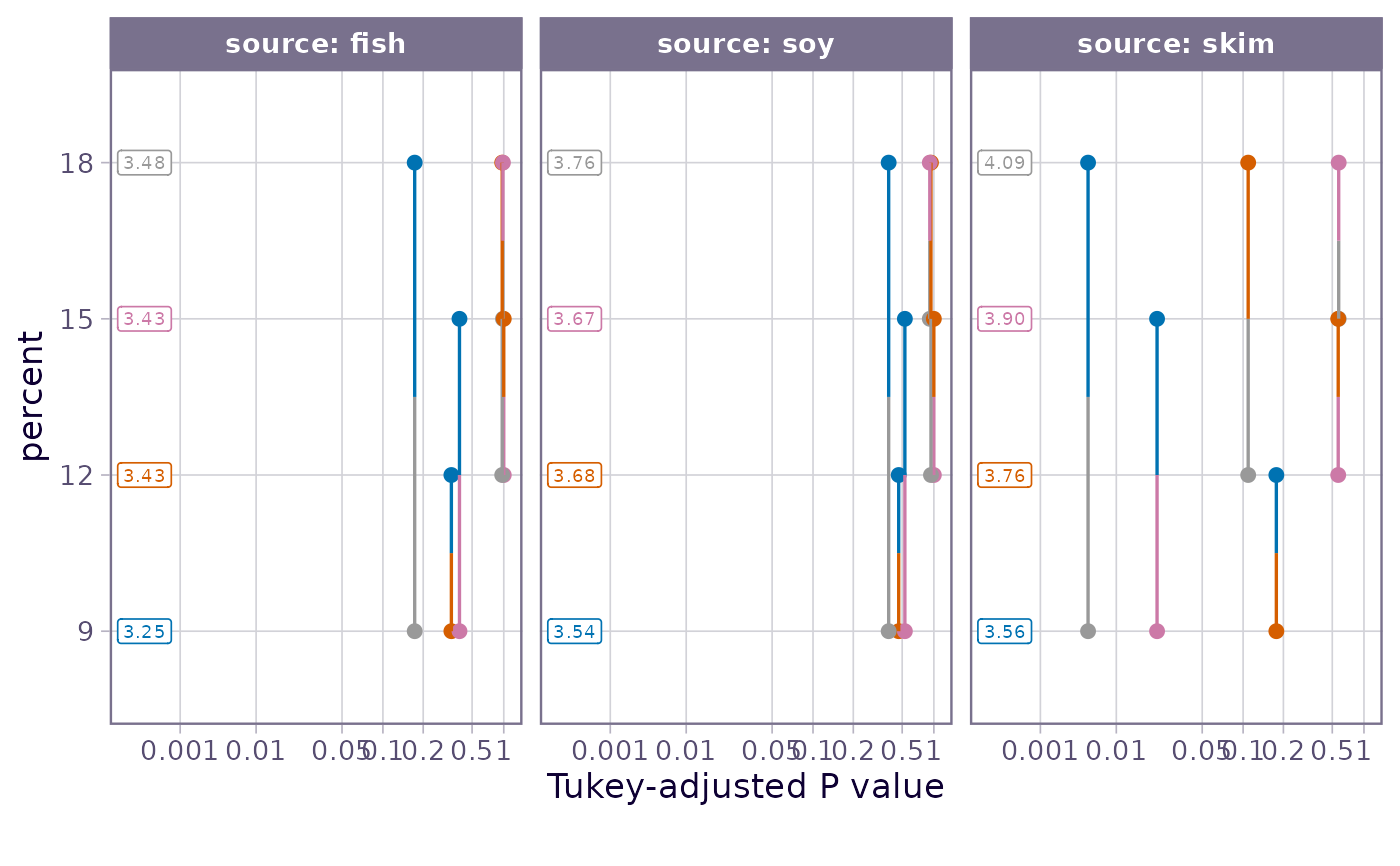 source: fish source: soy source: skim
18 3.48 3.76 4.09
15 3.43 3.67 3.90
percent
12 3.43 3.68 3.76
9 3.25 3.54 3.56
0.001 0.01 0.05 0.1 0.2 0.5 1 0.001 0.01 0.05 0.1 0.2 0.5 1 0.001 0.01 0.05 0.1 0.2 0.5 1
Tukey-adjusted P value